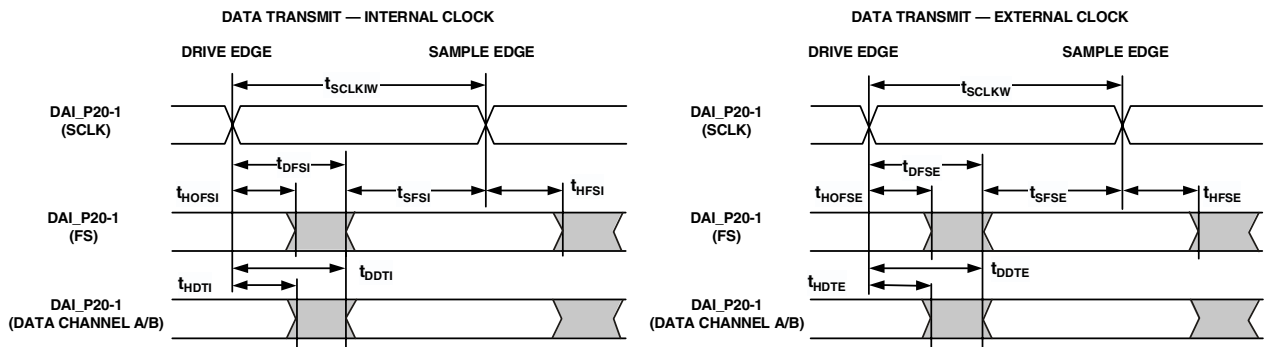 DATA TRANSMIT — INTERNAL CLOCK
DRIVE EDGE
SAMPLE EDGE
tSCLKIW
DAI_P20-1
(SCLK)
tDFSI
tHOFSI
tSFSI
tHFSI
DAI_P20-1
(FS)
tDDTI
tHDTI
DAI_P20-1
(DATA CHANNEL A/B)
DATA TRANSMIT — EXTERNAL CLOCK
DRIVE EDGE
SAMPLE EDGE
tSCLKW
DAI_P20-1
(SCLK)
tDFSE
tHOFSE
tSFSE
tHFSE
DAI_P20-1
(FS)
tDDTE
tHDTE
DAI_P20-1
(DATA CHANNEL A/B)